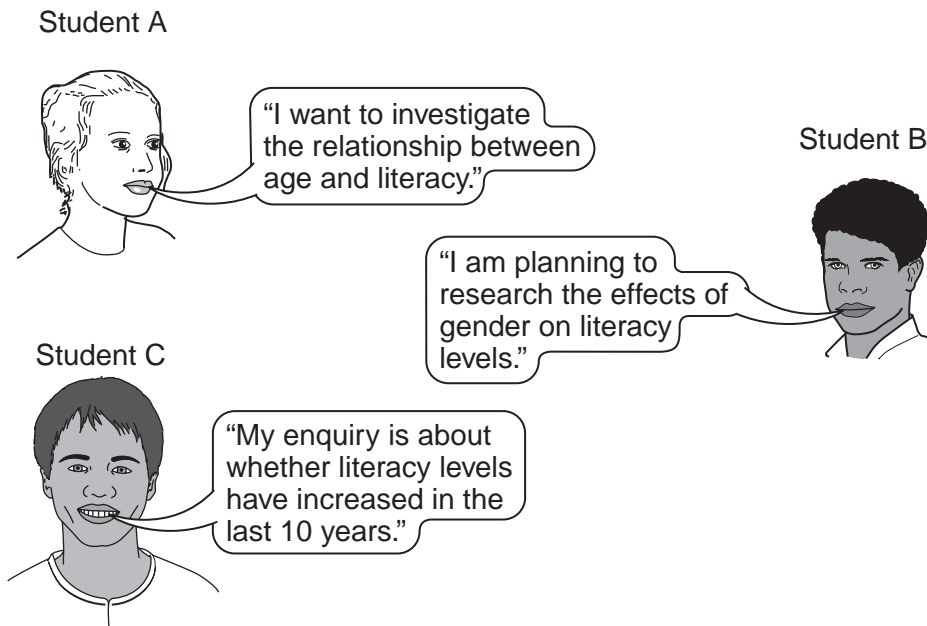 Student A
“I want to investigate
the relationship between
age and literacy.”
Student B
“I am planning to
research the effects of
gender on literacy
levels.”
Student C
“My enquiry is about
whether literacy levels
have increased in the
last 10 years.”